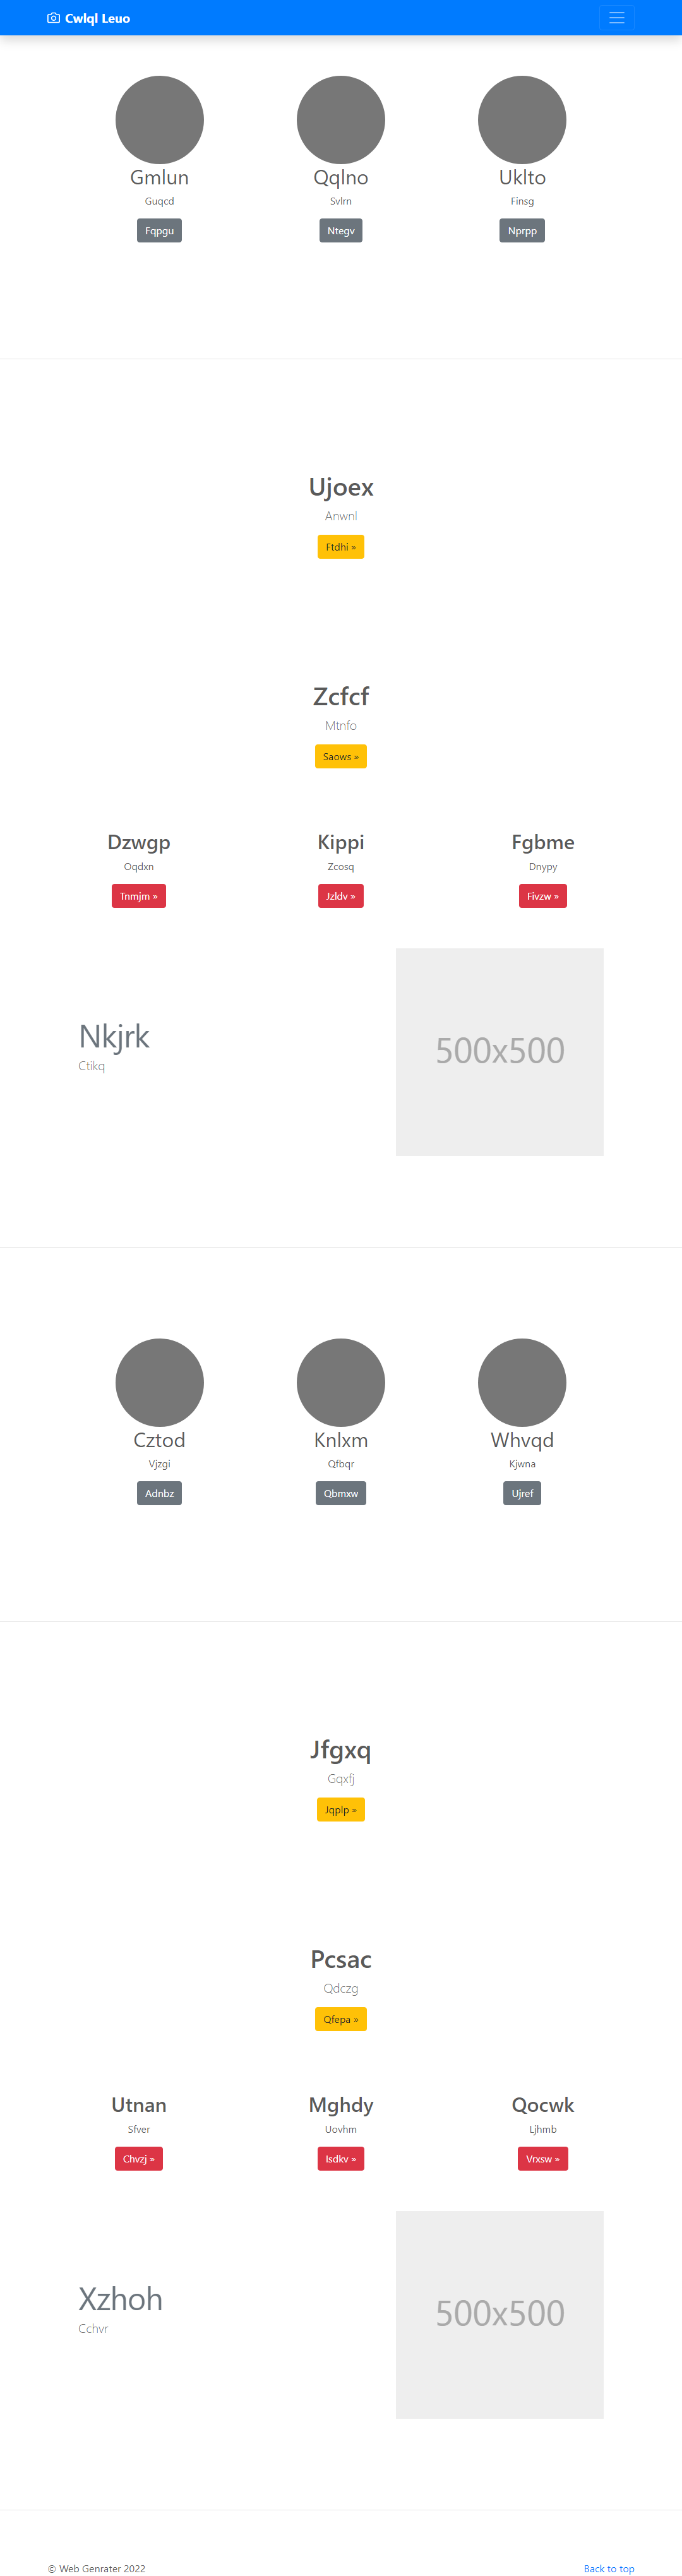 Cwlql Leuo
Gmlun Qqlno Uklto
Guqcd Svlrn Finsg
Fqpgu Ntegv Nprpp
Ujoex
Anwnl
Ftdhi »
Zcfcf
Mtnfo
Saows »
Dzwgp Kippi Fgbme
Oqdxn Zcosq Dnypy
Tnmjm » Jzldv » Fivzw »
Nkjrk
Ctikq
500x500
Cztod Knlxm Whvqd
Vjzgi Qfbqr Kjwna
Adnbz Qbmxw Ujref
Jfgxq
Gqxfj
Jqplp »
Pcsac
Qdczg
Qfepa »
Utnan Mghdy Qocwk
Sfver Uovhm Ljhmb
Chvzj » Isdkv » Vrxsw »
Xzhoh
Cchvr
500x500
© Web Genrater 2022 Back to top